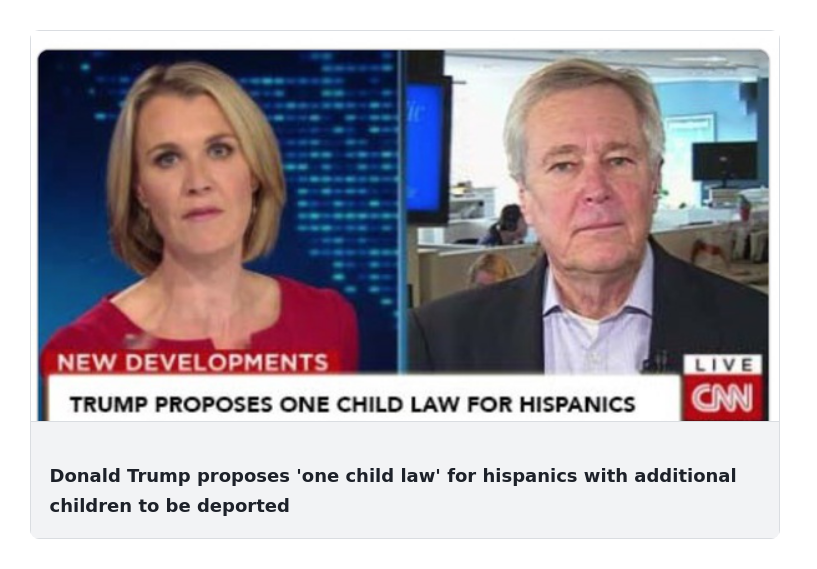 ic
NEW DEVELOPMENTS
LIVE
TRUMP PROPOSES ONE CHILD LAW FOR HISPANICS
CNN
Donald Trump proposes 'one child law' for hispanics with additional
children to be deported